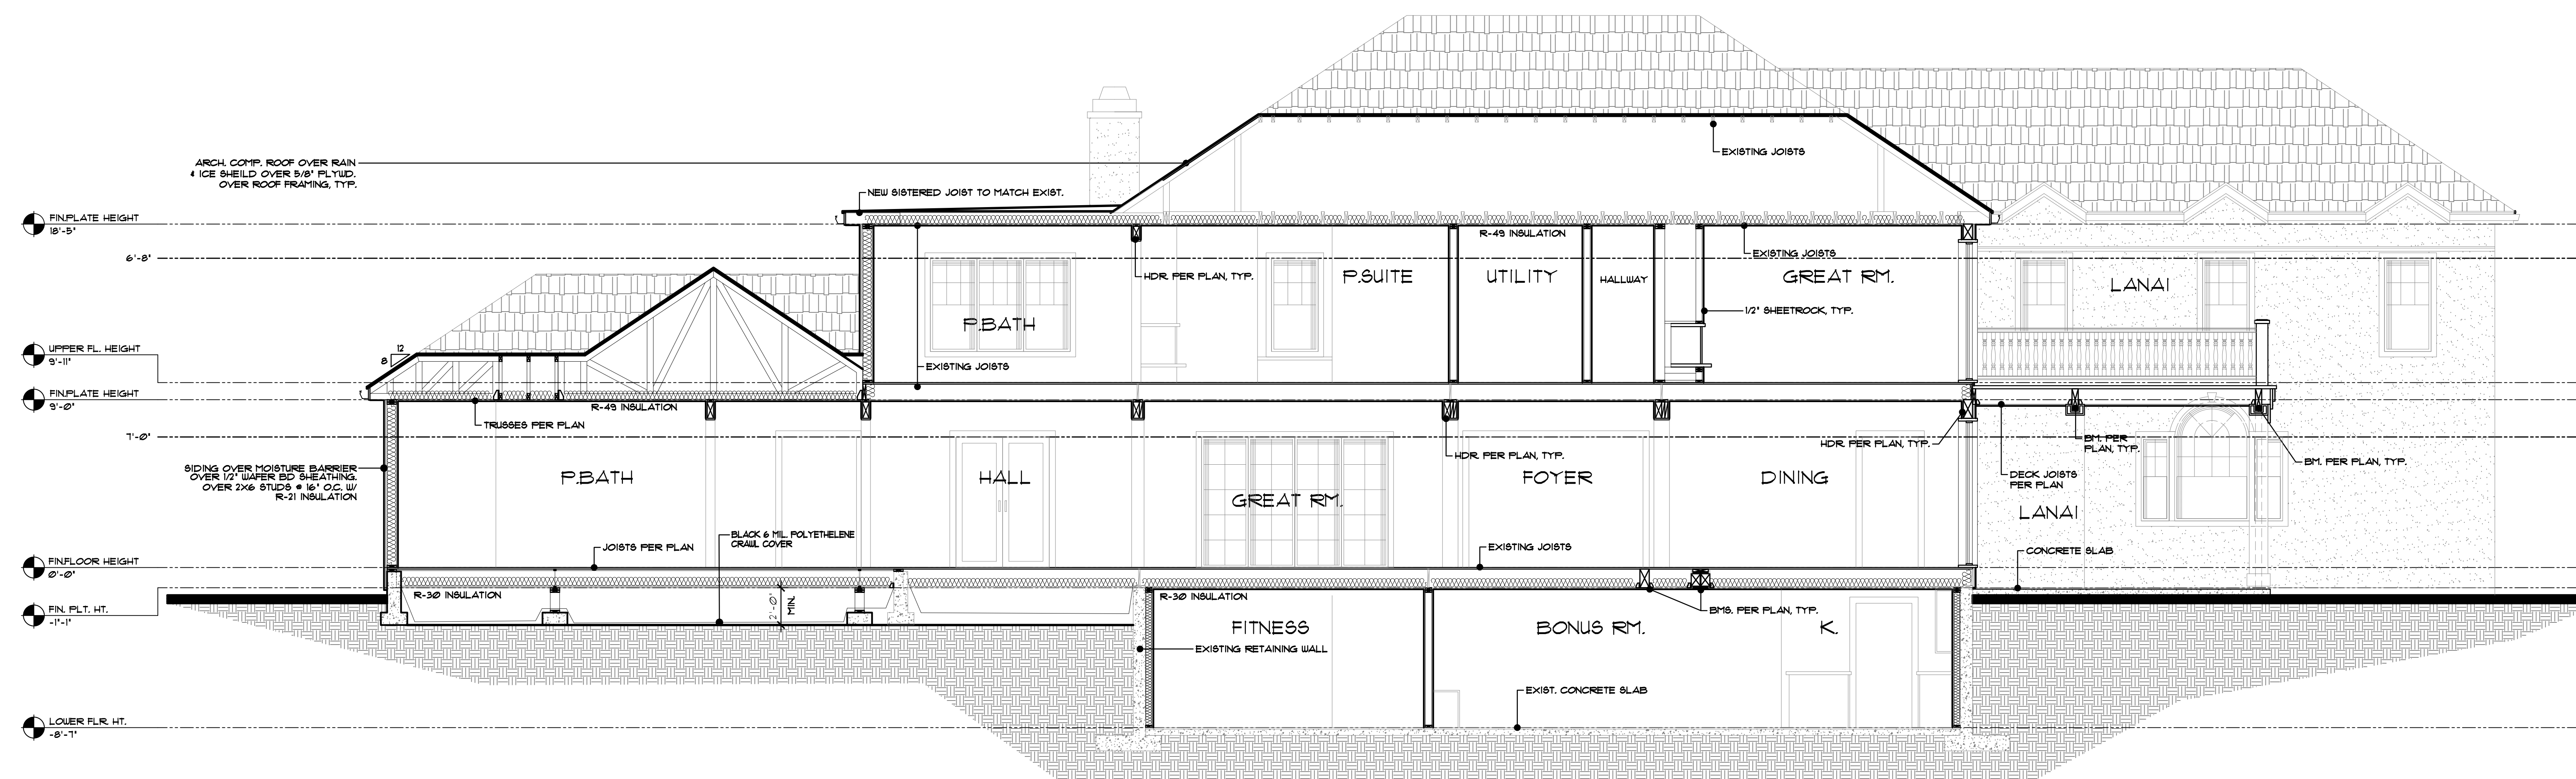 ARCH. COMP. ROOF OVER RAIN
& ICE SHEILD OVER 5/8" PLYWD.
OVER ROOF FRAMING, TYP.
EXISTING JOISTS
NEW SISTERED JOIST TO MATCH EXIST.
FIN.PLATE HEIGHT
18'-5"
R-49 INSULATION
6'-8"
EXISTING JOISTS
HDR. PER PLAN, TYP.
P.SUITE
UTILITY
HALLWAY
GREAT RM.
LANAI
1/2" SHEETROCK, TYP.
P.BATH
UPPER FL. HEIGHT
9'-11"
12
8
EXISTING JOISTS
FIN.PLATE HEIGHT
9'-0"
R-49 INSULATION
TRUSSES PER PLAN
7'-0"
HDR. PER PLAN, TYP.
BM. PER
PLAN, TYP.
HDR. PER PLAN, TYP.
BM. PER PLAN, TYP.
SIDING OVER MOISTURE BARRIER
OVER 1/2" WAFER BD SHEATHING.
OVER 2X6 STUDS @ 16" O.C. W/
R-21 INSULATION
P.BATH
HALL
GREAT RM.
FOYER
DINING
DECK JOISTS
PER PLAN
LANAI
BLACK 6 MIL. POLYETHELENE
CRAWL COVER
JOISTS PER PLAN
EXISTING JOISTS
CONCRETE SLAB
FIN.FLOOR HEIGHT
0'-0"
R-30 INSULATION
2'-0"
MIN.
R-30 INSULATION
FIN. PLT. HT.
-1'-1"
BMS. PER PLAN, TYP.
FITNESS
BONUS RM.
K.
EXISTING RETAINING WALL
EXIST. CONCRETE SLAB
LOWER FLR. HT.
-8'-7"